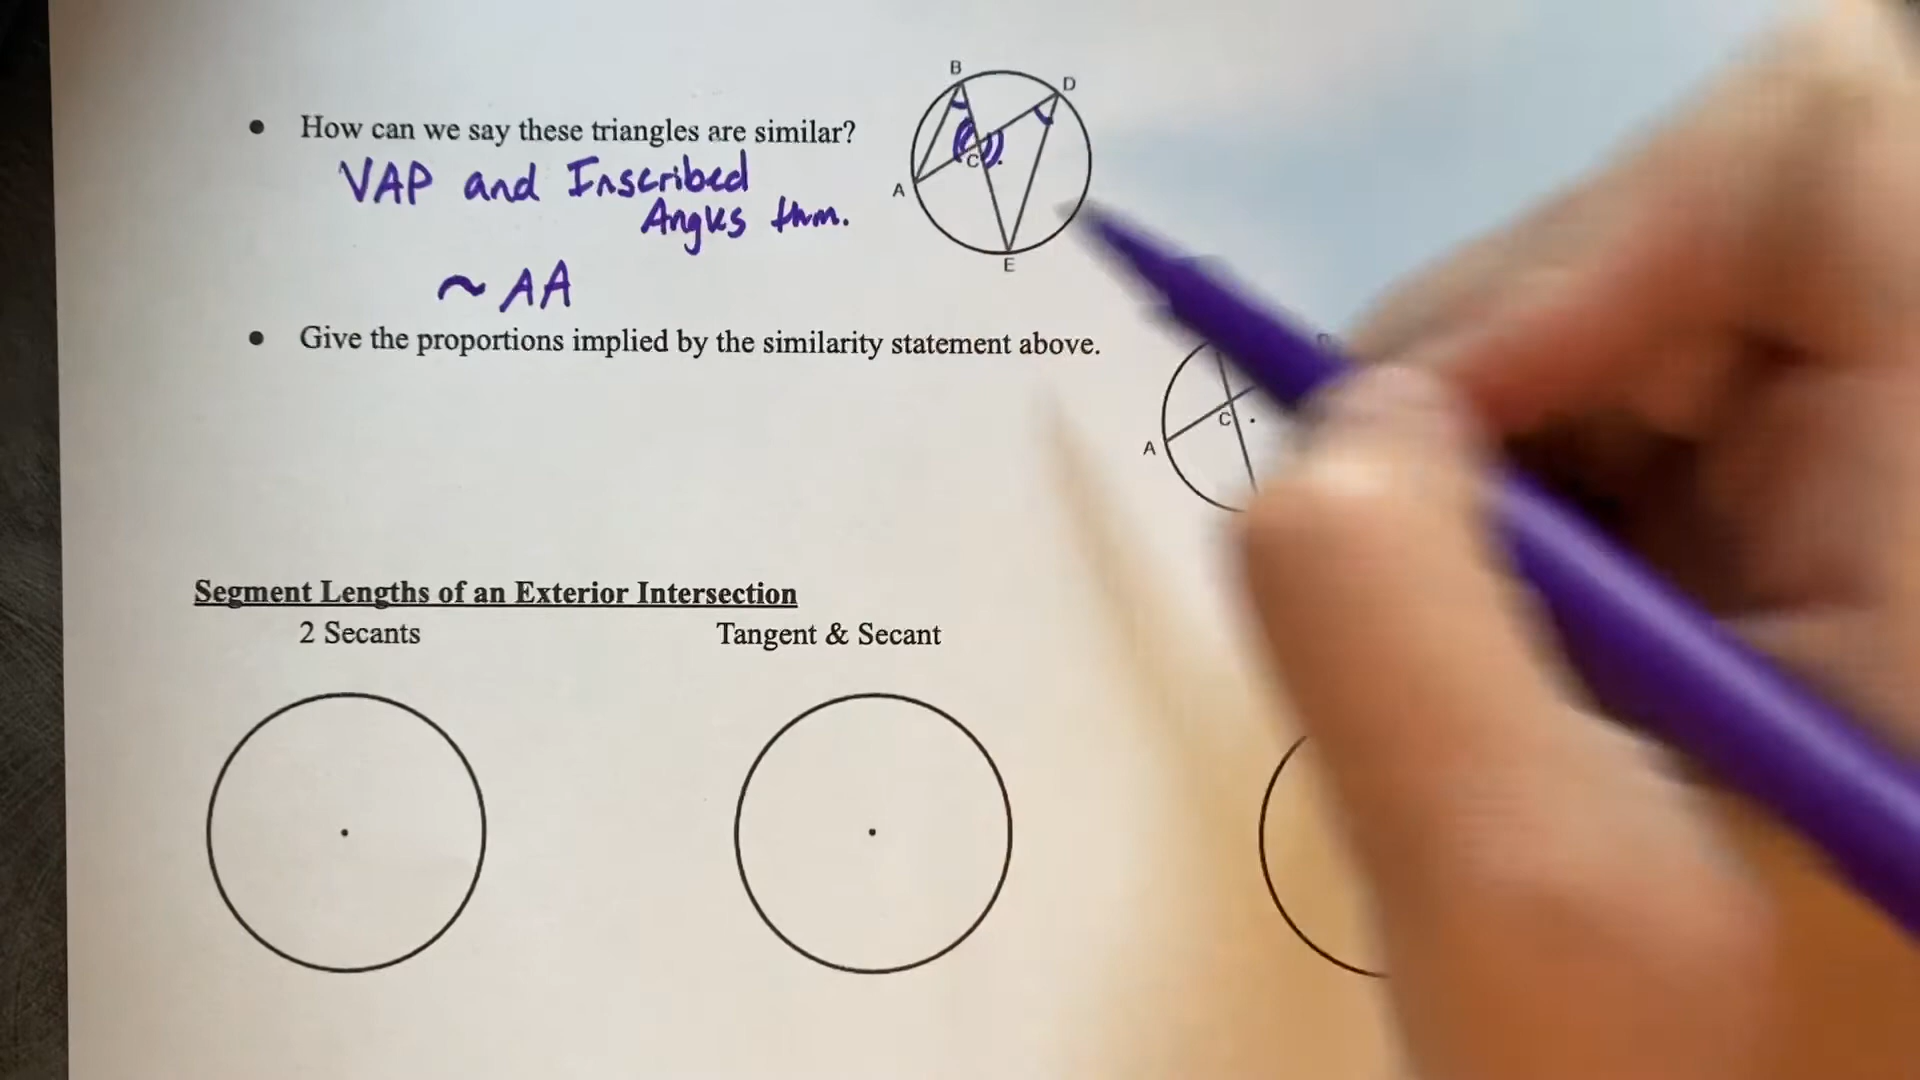 B
D
• How can we say these triangles are similar?
VAP and Inscribed
Angles thm.
C
A
E
~ AA
• Give the proportions implied by the similarity statement above.
C
A
Segment Lengths of an Exterior Intersection
2 Secants
Tangent & Secant